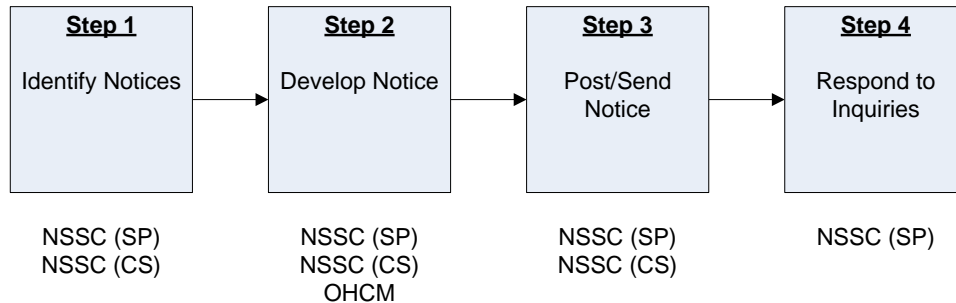 Step 1
Identify Notices
Step 2
Develop Notice
Step 3
Post/Send
Notice
Step 4
Respond to
Inquiries
NSSC (SP)
NSSC (CS)
NSSC (SP)
NSSC (CS)
OHCM
NSSC (SP)
NSSC (CS)
NSSC (SP)